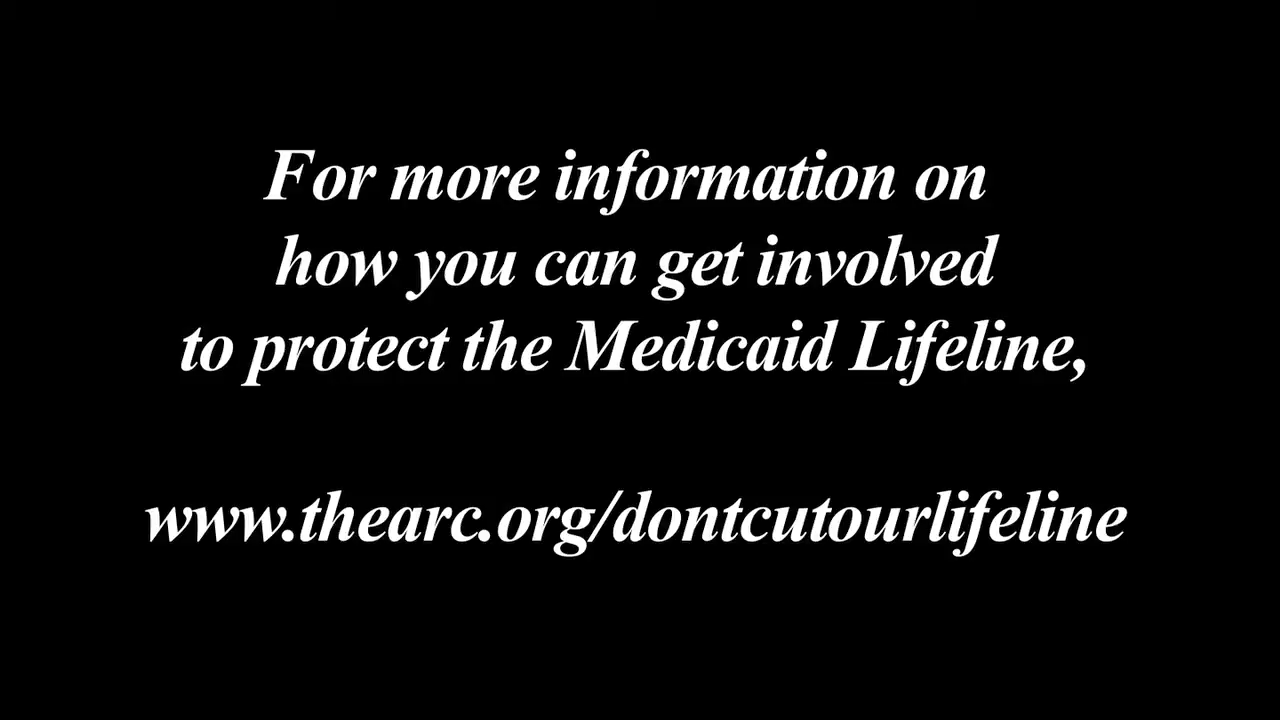 For more information on
how you can get involved
to protect the Medicaid Lifeline,
www.thearc.org/dontcutourlifeline